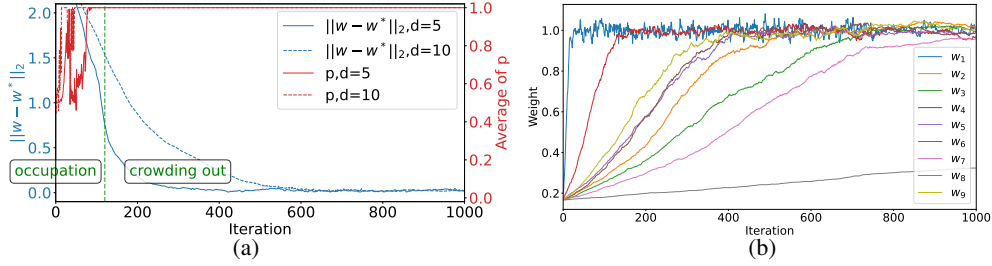 2.0
1.5
1.0
0.5
0.0
||w − w*||₂
0
200
400
600
800
1000
Iteration
1.0
0.8
0.6
0.4
0.2
0.0
Average of p
||w − w*||₂,d=5
||w − w*||₂,d=10
p,d=5
p,d=10
occupation
crowding out
(a)
1.0
0.8
0.6
0.4
0.2
Weight
0
200
400
600
800
1000
Iteration
w₁
w₂
w₃
w₄
w₅
w₆
w₇
w₈
w₉
(b)